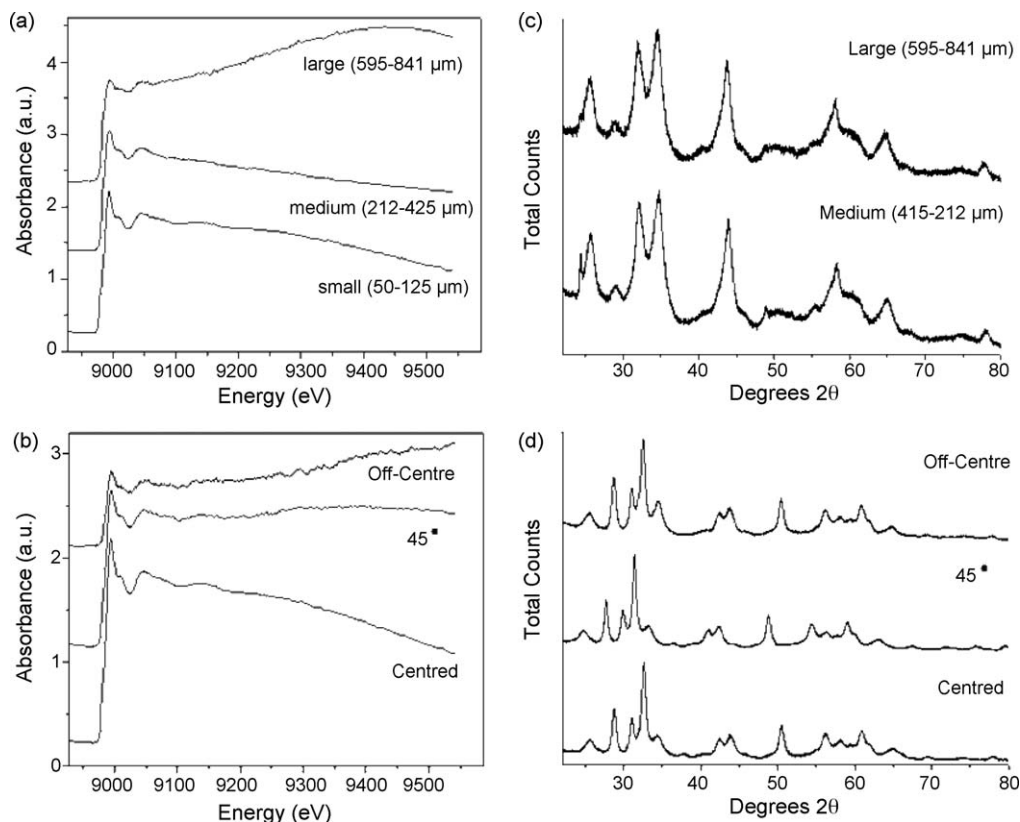 (a)
Absorbance (a.u.)
4
3
2
1
0
large (595-841 μm)
medium (212-425 μm)
small (50-125 μm)
9000 9100 9200 9300 9400 9500
Energy (eV)
(c)
Total Counts
Large (595-841 μm)
Medium (415-212 μm)
30 40 50 60 70 80
Degrees 2θ
(b)
Absorbance (a.u.)
3
2
1
0
Off-Centre
45
Centred
9000 9100 9200 9300 9400 9500
Energy (eV)
(d)
Total Counts
Off-Centre
45
Centred
30 40 50 60 70 80
Degrees 2θ